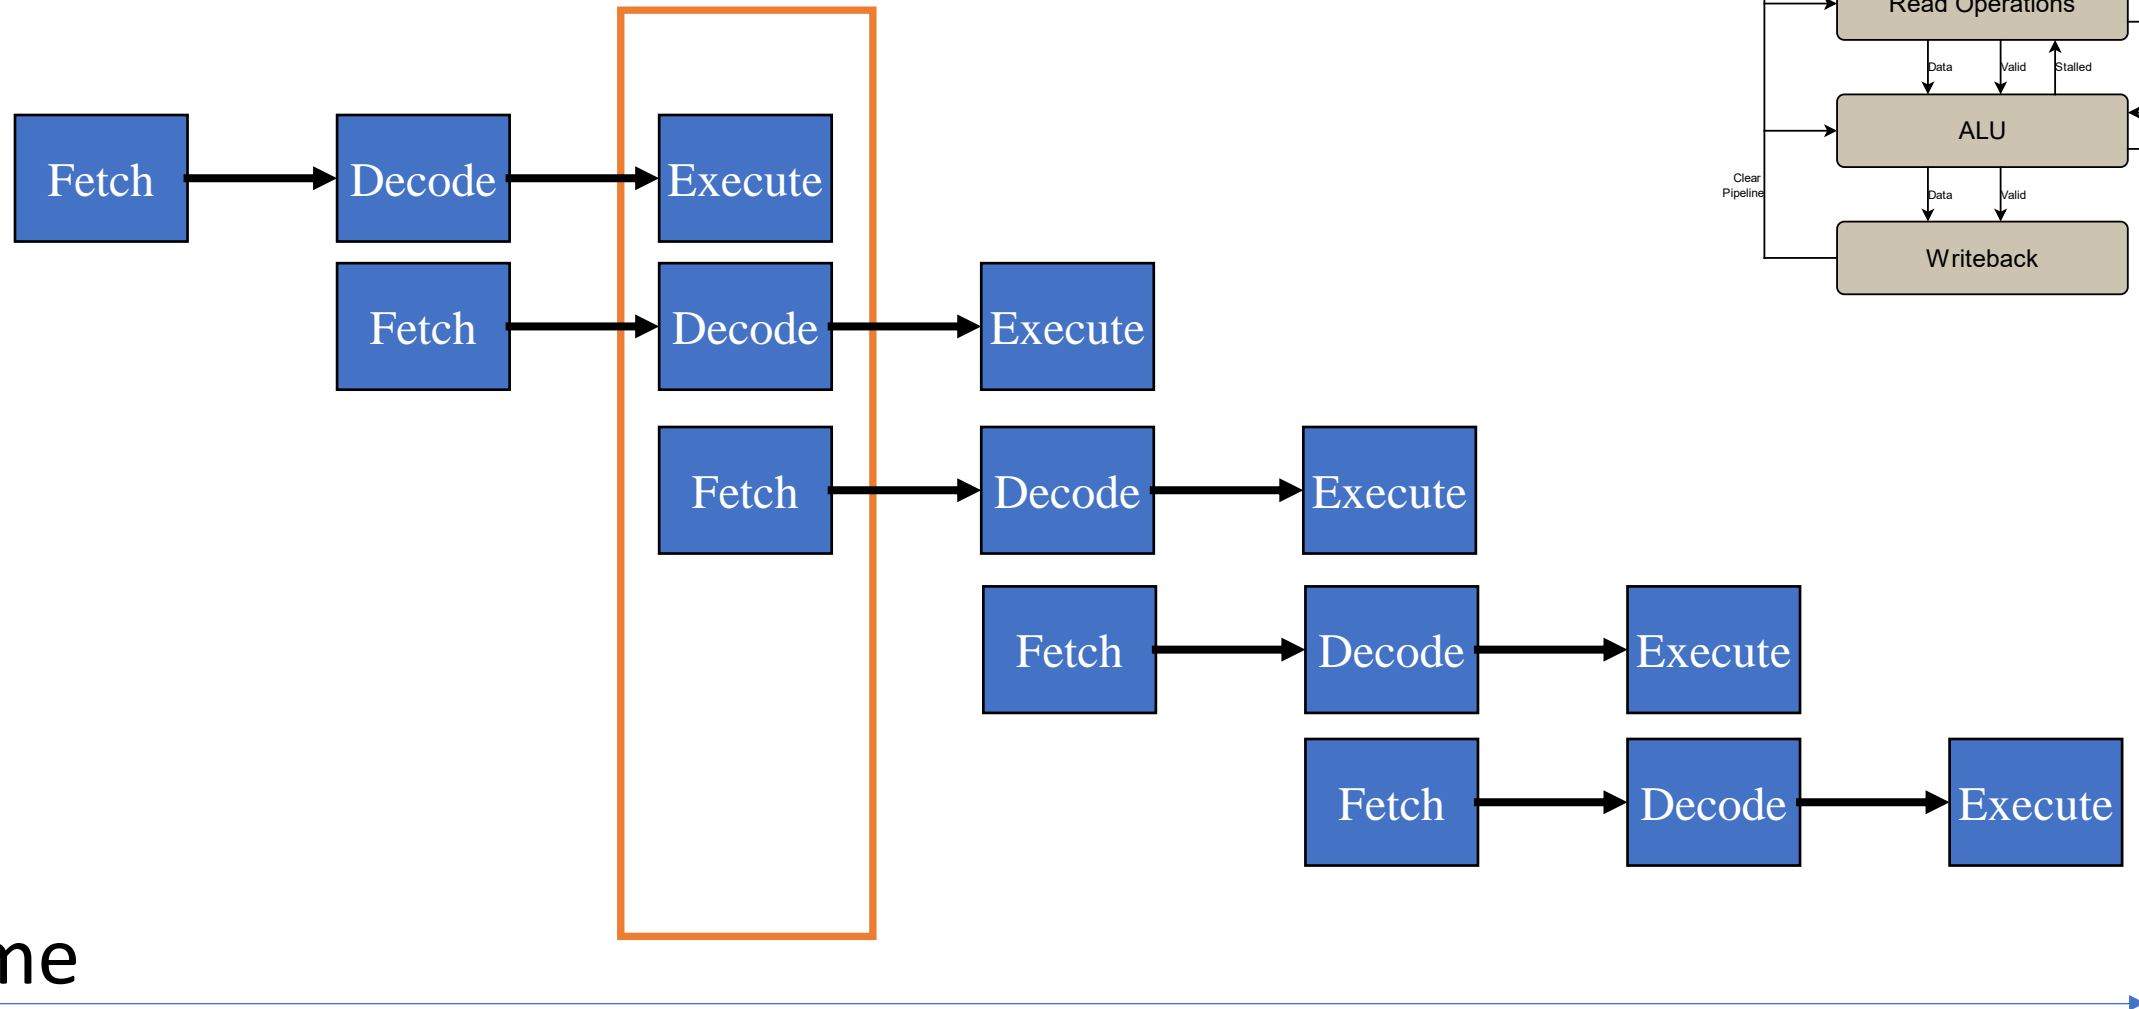 Read Operations
Data
Valid
Stalled
ALU
Clear
Pipeline
Data
Valid
Writeback
Fetch
Decode
Execute
Fetch
Decode
Execute
Fetch
Decode
Execute
Fetch
Decode
Execute
Fetch
Decode
Execute
me